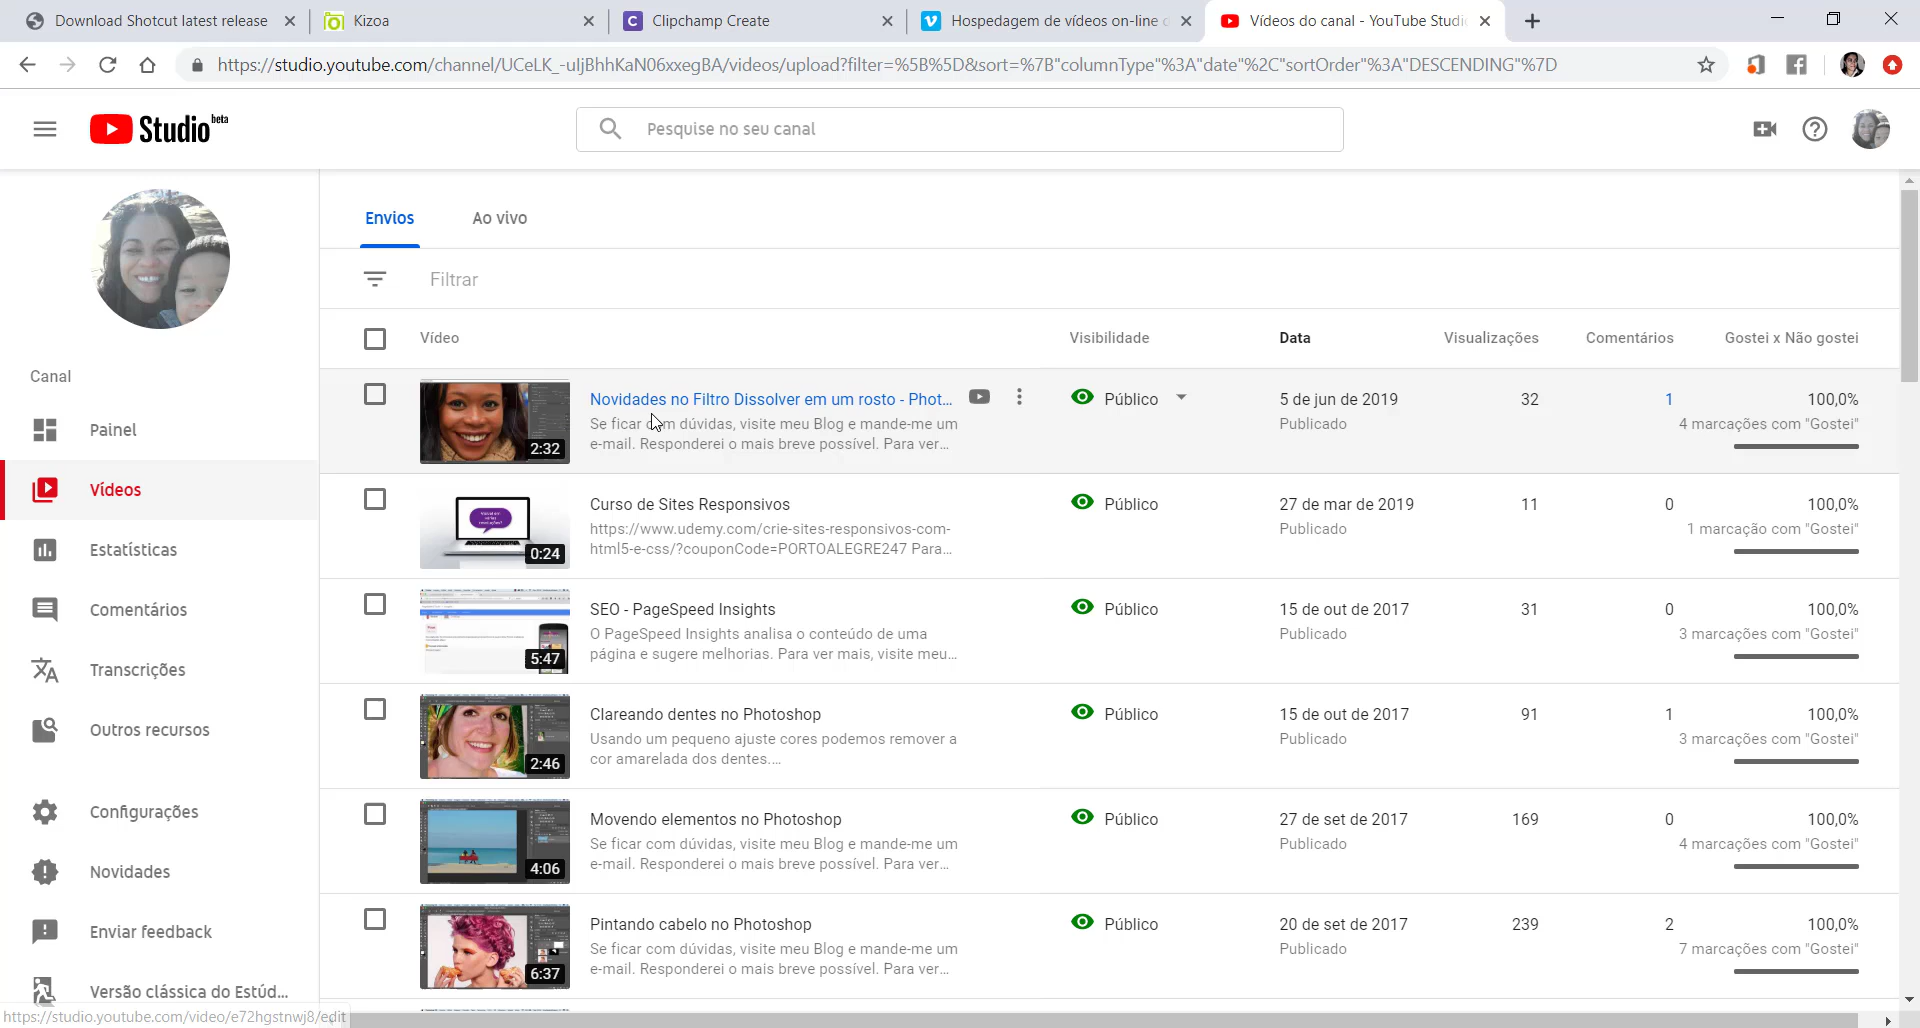 Download Shotcut latest release
Kizoa
Clipchamp Create
Hospedagem de vídeos on-line
Vídeos do canal - YouTube Studi
https://studio.youtube.com/channel/UCeLK_-uljBhhKaN06xxegBA/videos/upload?filter=%5B%5D&sort=%7B"columnType"%3A"date"%2C"sortOrder"%3A"DESCENDING"%7D
Studio beta
Pesquise no seu canal
Envios
Ao vivo
Filtrar
Vídeo
Visibilidade
Data
Visualizações
Comentários
Gostei x Não gostei
Canal
Painel
Vídeos
Estatísticas
Comentários
Transcrições
Outros recursos
Configurações
Novidades
Enviar feedback
Versão clássica do Estúd...
2:32
Novidades no Filtro Dissolver em um rosto - Phot...
Se ficar com dúvidas, visite meu Blog e mande-me um
e-mail. Responderei o mais breve possível. Para ver...
Público
5 de jun de 2019
Publicado
32
1
100,0%
4 marcações com "Gostei"
0:24
Curso de Sites Responsivos
https://www.udemy.com/crie-sites-responsivos-com-
html5-e-css/?couponCode=PORTOALEGRE247 Para...
Público
27 de mar de 2019
Publicado
11
0
100,0%
1 marcação com "Gostei"
5:47
SEO - PageSpeed Insights
O PageSpeed Insights analisa o conteúdo de uma
página e sugere melhorias. Para ver mais, visite meu...
Público
15 de out de 2017
Publicado
31
0
100,0%
3 marcações com "Gostei"
2:46
Clareando dentes no Photoshop
Usando um pequeno ajuste cores podemos remover a
cor amarelada dos dentes....
Público
15 de out de 2017
Publicado
91
1
100,0%
3 marcações com "Gostei"
4:06
Movendo elementos no Photoshop
Se ficar com dúvidas, visite meu Blog e mande-me um
e-mail. Responderei o mais breve possível. Para ver...
Público
27 de set de 2017
Publicado
169
0
100,0%
4 marcações com "Gostei"
6:37
Pintando cabelo no Photoshop
Se ficar com dúvidas, visite meu Blog e mande-me um
e-mail. Responderei o mais breve possível. Para ver...
Público
20 de set de 2017
Publicado
239
2
100,0%
7 marcações com "Gostei"
https://studio.youtube.com/video/e72hgstnwj8/edit